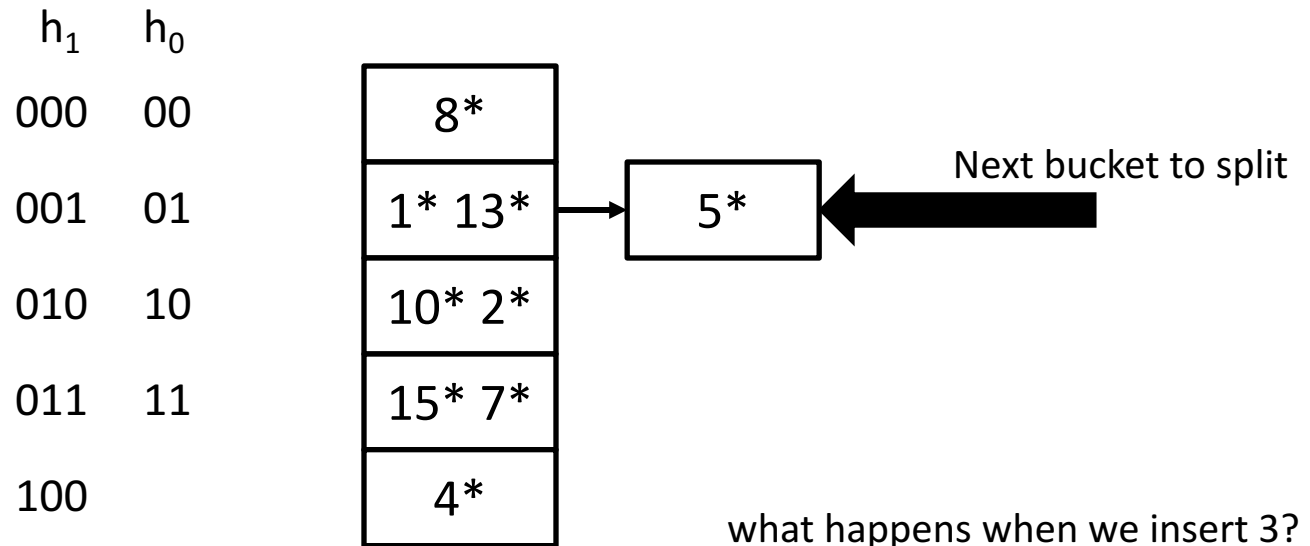 h₁ h₀
000 00 8*
Next bucket to split
001 01 1* 13* 5*
010 10 10* 2*
011 11 15* 7*
100 4*
what happens when we insert 3?